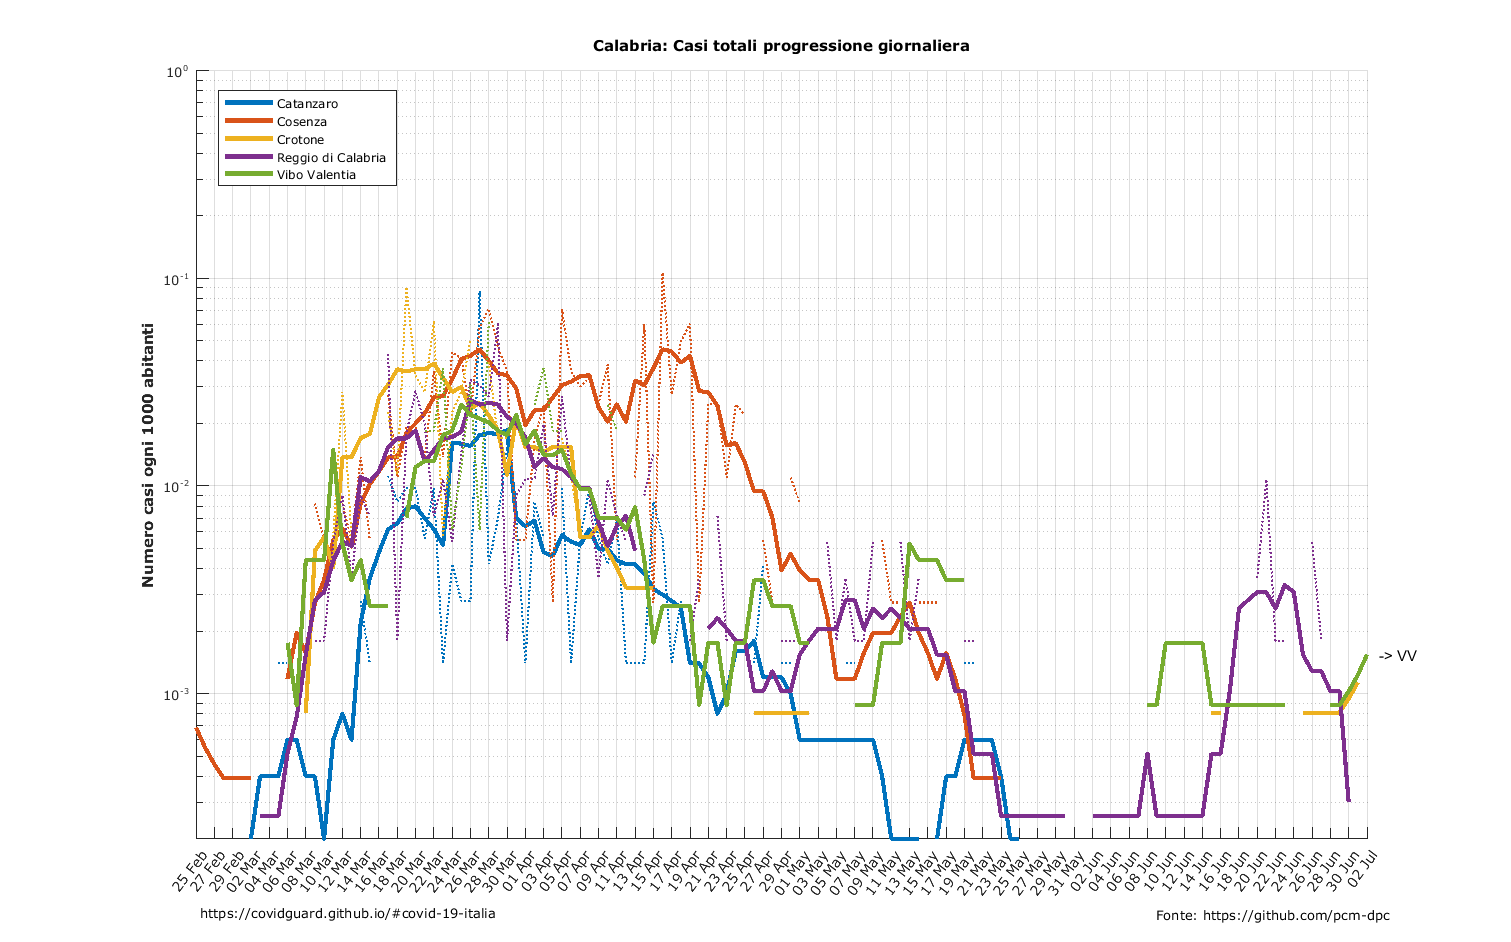 Calabria: Casi totali progressione giornaliera
10^0
10^-1
10^-2
10^-3
Numero casi ogni 1000 abitanti
Catanzaro
Cosenza
Crotone
Reggio di Calabria
Vibo Valentia
-> VV
25 Feb
27 Feb
29 Feb
02 Mar
04 Mar
06 Mar
08 Mar
10 Mar
12 Mar
14 Mar
16 Mar
18 Mar
20 Mar
22 Mar
24 Mar
26 Mar
28 Mar
30 Mar
01 Apr
03 Apr
05 Apr
07 Apr
09 Apr
11 Apr
13 Apr
15 Apr
17 Apr
19 Apr
21 Apr
23 Apr
25 Apr
27 Apr
29 Apr
01 May
03 May
05 May
07 May
09 May
11 May
13 May
15 May
17 May
19 May
21 May
23 May
25 May
27 May
29 May
31 May
02 Jun
04 Jun
06 Jun
08 Jun
10 Jun
12 Jun
14 Jun
16 Jun
18 Jun
20 Jun
22 Jun
24 Jun
26 Jun
28 Jun
30 Jun
02 Jul
https://covidguard.github.io/#covid-19-italia
Fonte: https://github.com/pcm-dpc